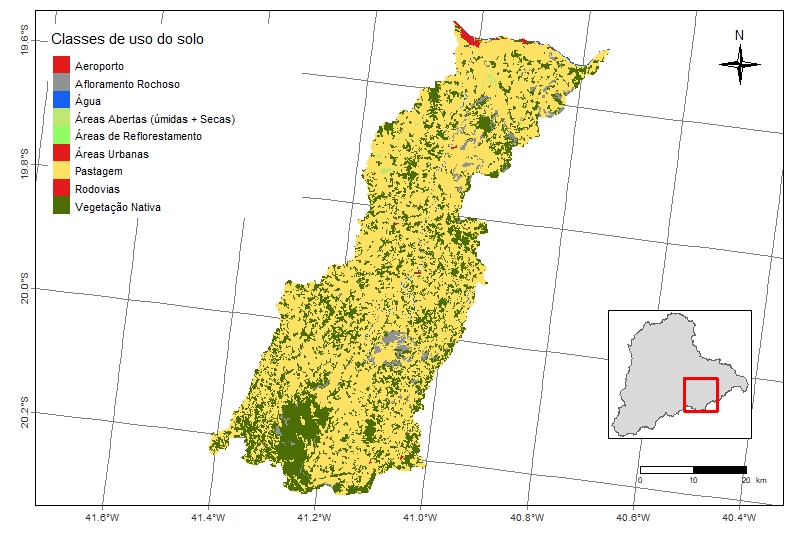 Classes de uso do solo
Aeroporto
Afloramento Rochoso
Água
Áreas Abertas (úmidas + Secas)
Áreas de Reflorestamento
Áreas Urbanas
Pastagem
Rodovias
Vegetação Nativa
N
19.6°S
19.8°S
20.0°S
20.2°S
0 10 20 km
41.6°W 41.4°W 41.2°W 41.0°W 40.8°W 40.6°W 40.4°W